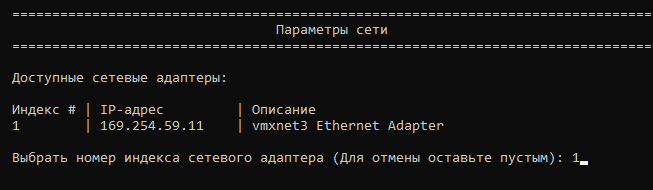 ================================================================================
Параметры сети
================================================================================
Доступные сетевые адаптеры:
Индекс # | IP-адрес | Описание
1 | 169.254.59.11 | vmxnet3 Ethernet Adapter
Выбрать номер индекса сетевого адаптера (Для отмены оставьте пустым): 1